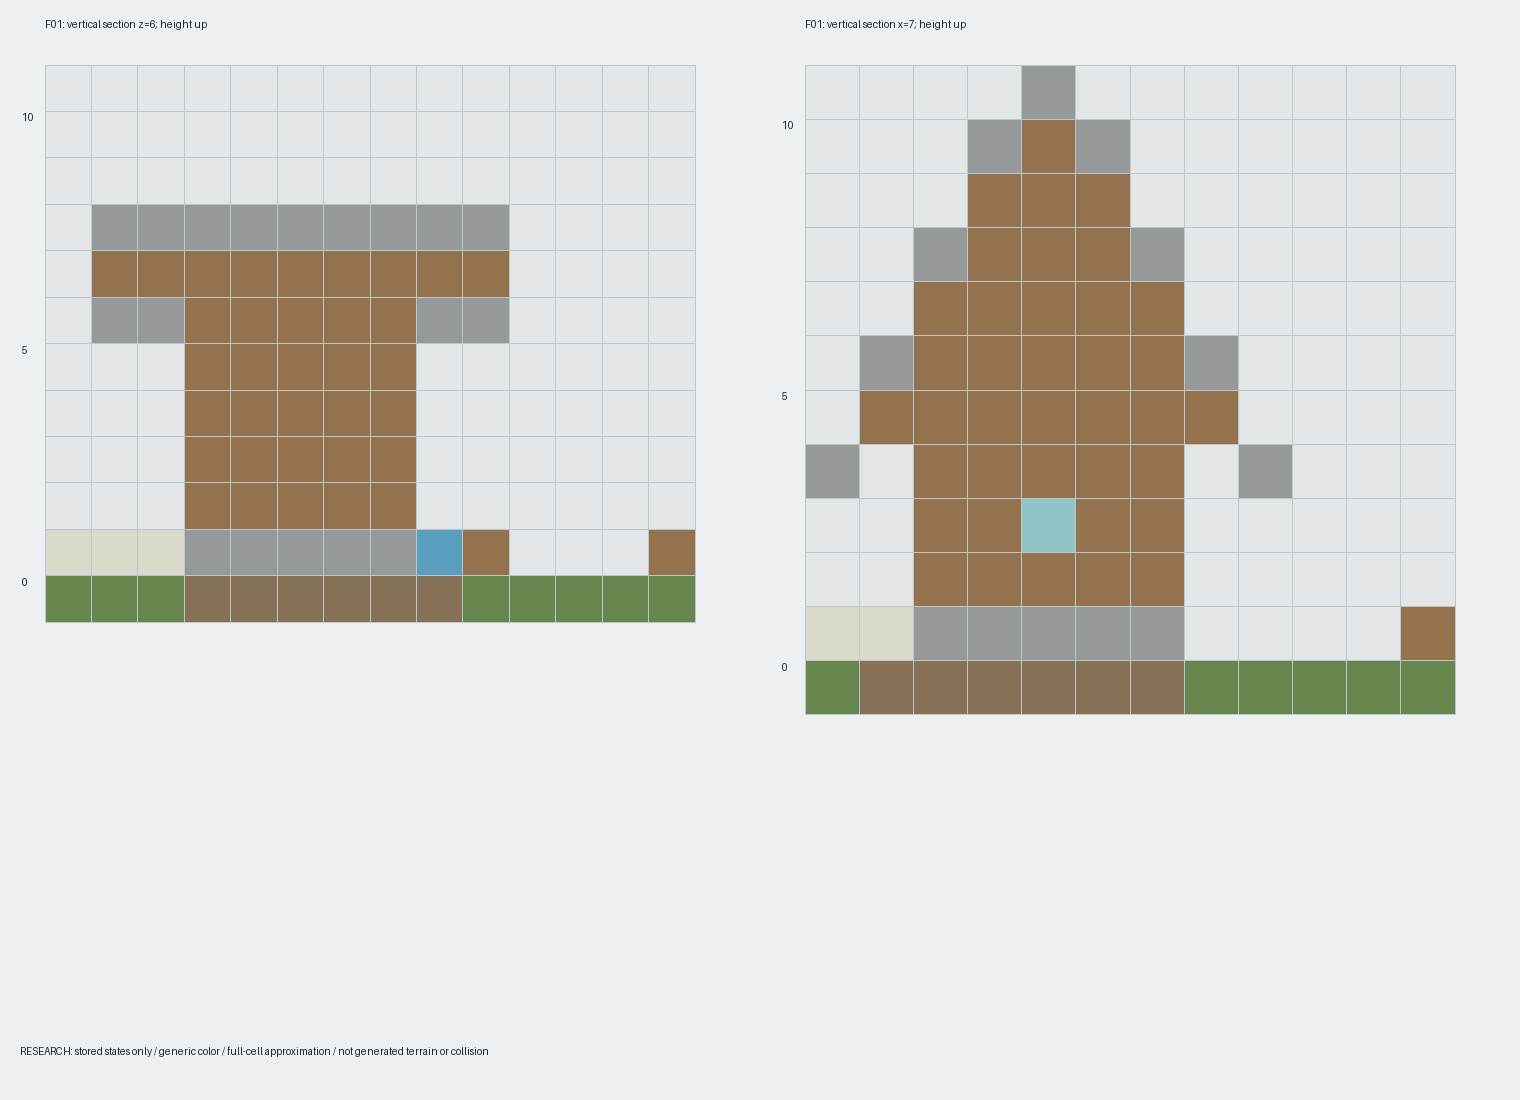 F01: vertical section z=6; height up
F01: vertical section x=7; height up
10
10
5
5
0
0
RESEARCH: stored states only / generic color / full-cell approximation / not generated terrain or collision